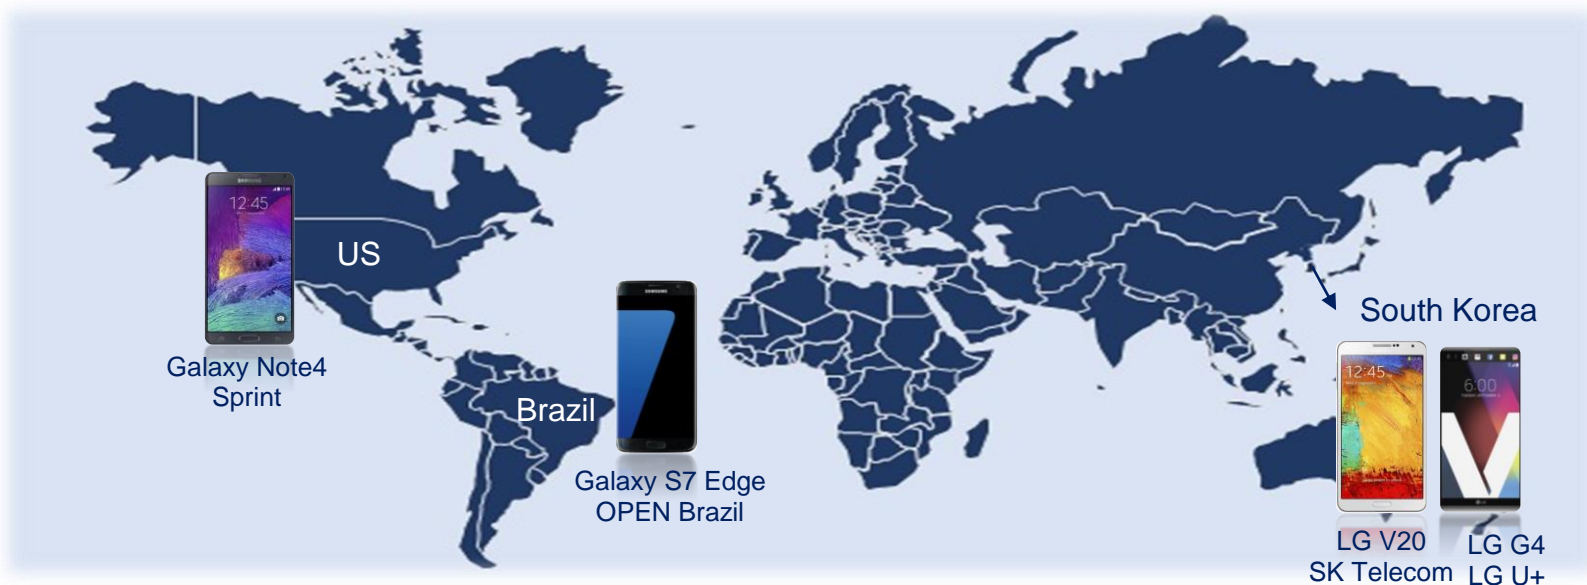 SAMSUNG
12:45
US
Galaxy Note4
Sprint
SAMSUNG
Brazil
Galaxy S7 Edge
OPEN Brazil
South Korea
12:45
6:00
LG V20
SK Telecom
LG G4
LG U+